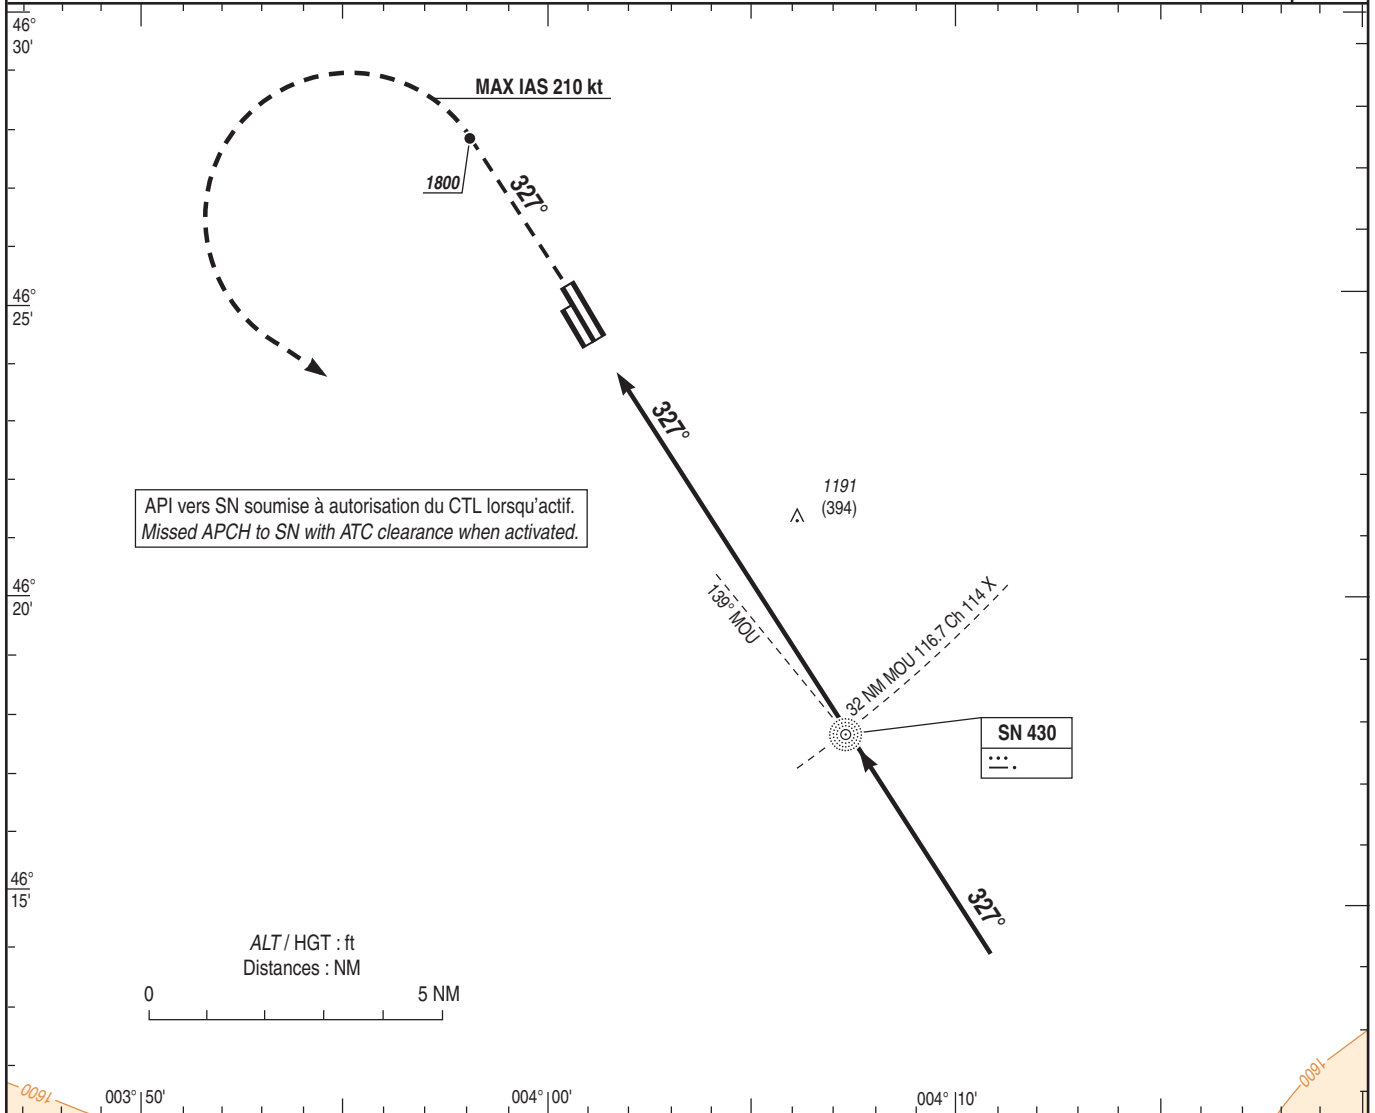 46°
30'
MAX IAS 210 kt
1800
327°
46°
25'
327°
1191
(394)
API vers SN soumise à autorisation du CTL lorsqu'actif.
Missed APCH to SN with ATC clearance when activated.
46°
20'
139° MOU
32 NM MOU 116.7 Ch 114 X
SN 430
46°
15'
327°
ALT / HGT : ft
Distances : NM
0 5 NM
1600
1600
003° 50' 004° 00' 004° 10'